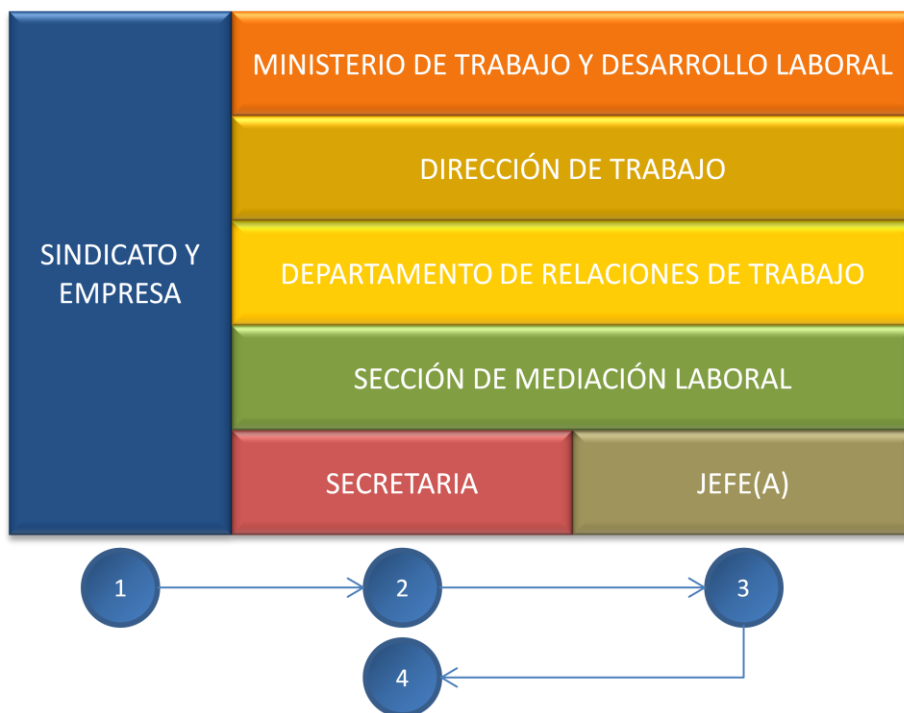 MINISTERIO DE TRABAJO Y DESARROLLO LABORAL
DIRECCIÓN DE TRABAJO
SINDICATO Y
EMPRESA
DEPARTAMENTO DE RELACIONES DE TRABAJO
SECCIÓN DE MEDIACIÓN LABORAL
SECRETARIA
JEFE(A)
1
2
3
4